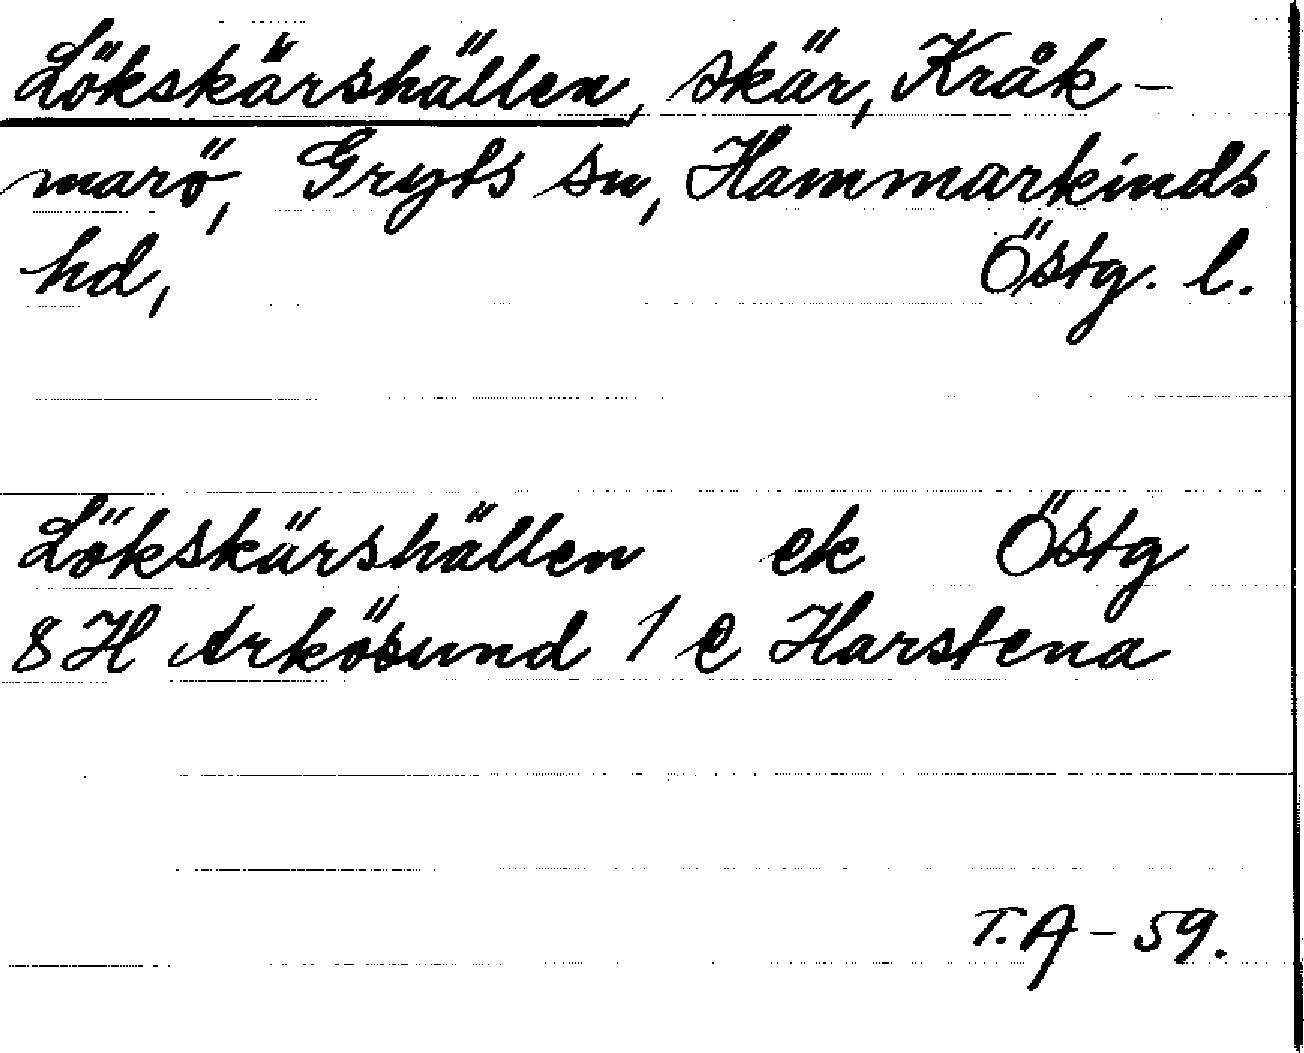 Lökskärshällen, skär, Kråk-
marö, Gryts sn, Hammarkinds
hd, Östg. l.
Lökskärshällen ek Östg
8H Arkösund 1 e Harstena
T.A - 59.